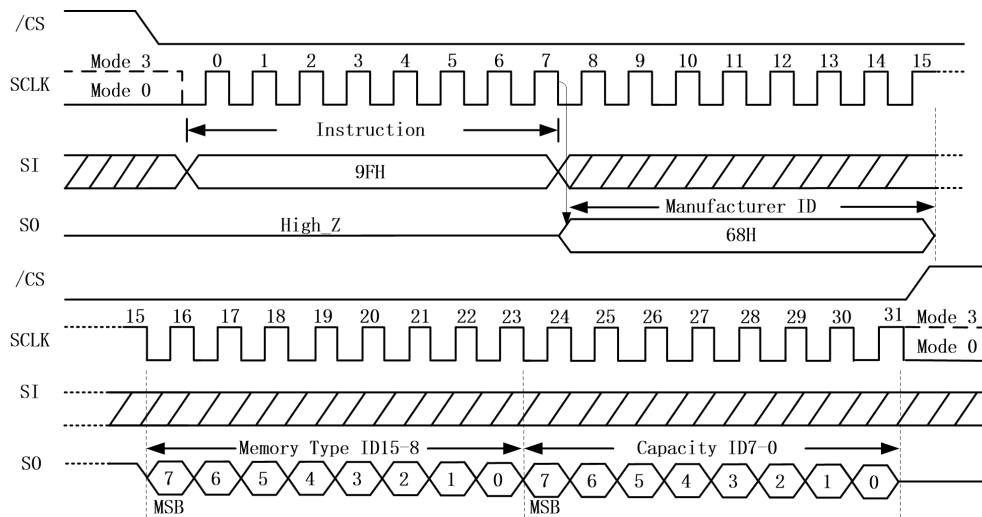 /CS
Mode 3 0 1 2 3 4 5 6 7 8 9 10 11 12 13 14 15
SCLK
Mode 0
Instruction
SI
9FH
Manufacturer ID
SO
High_Z
68H
/CS
15 16 17 18 19 20 21 22 23 24 25 26 27 28 29 30 31 Mode 3
SCLK
Mode 0
SI
Memory Type ID15-8 Capacity ID7-0
SO
7 6 5 4 3 2 1 0 7 6 5 4 3 2 1 0
MSB MSB